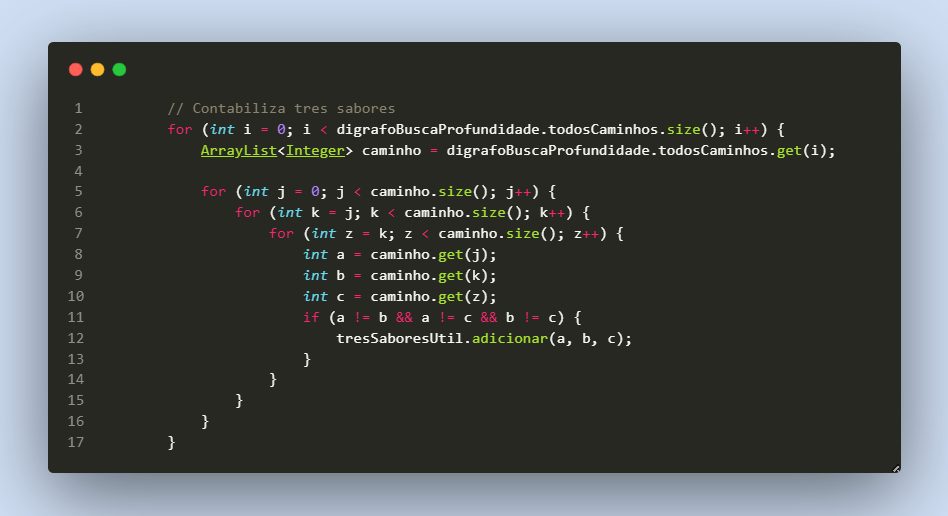 1 // Contabiliza tres sabores
2 for (int i = 0; i < digrafoBuscaProfundidade.todosCaminhos.size(); i++) {
3 ArrayList<Integer> caminho = digrafoBuscaProfundidade.todosCaminhos.get(i);
4
5 for (int j = 0; j < caminho.size(); j++) {
6 for (int k = j; k < caminho.size(); k++) {
7 for (int z = k; z < caminho.size(); z++) {
8 int a = caminho.get(j);
9 int b = caminho.get(k);
10 int c = caminho.get(z);
11 if (a != b && a != c && b != c) {
12 tresSaboresUtil.adicionar(a, b, c);
13 }
14 }
15 }
16 }
17 }